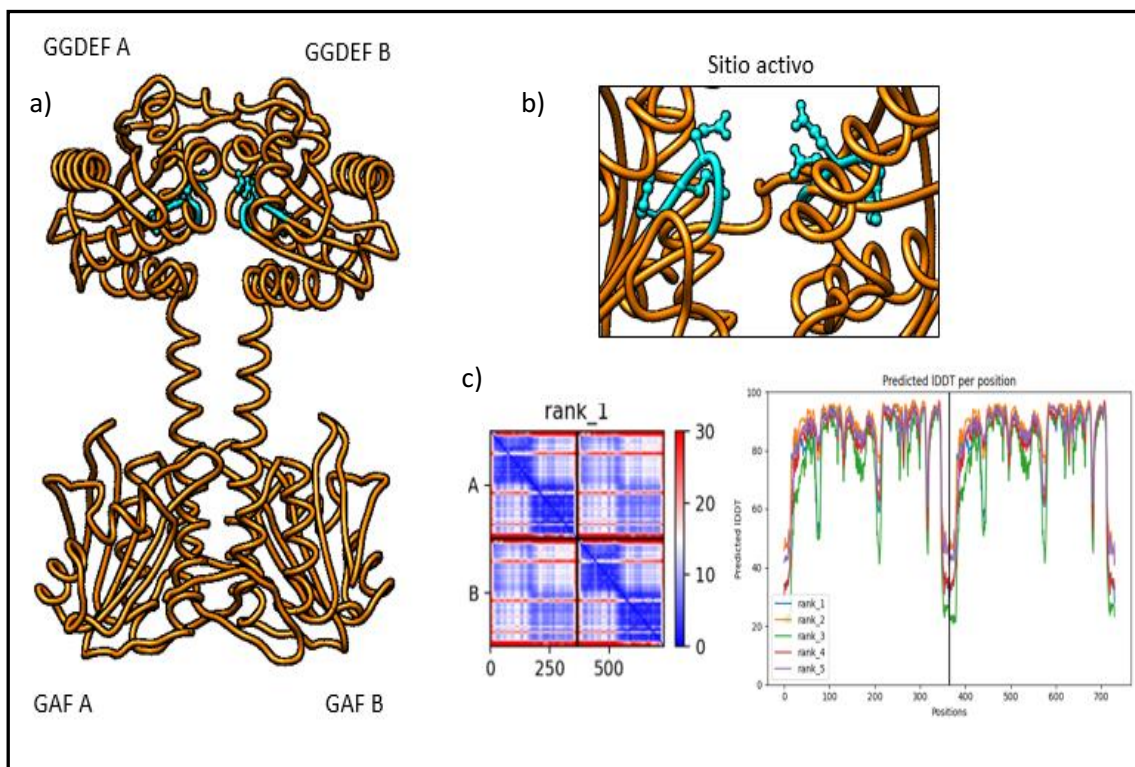 GGDEF A
GGDEF B
a)
b)
Sitio activo
GAF A
GAF B
c)
rank_1
A
B
0
250
500
30
20
10
0
Predicted lDDT per position
Predicted lDDT
100
80
60
40
20
0
rank_1
rank_2
rank_3
rank_4
rank_5
0
100
200
300
400
500
600
700
Positions